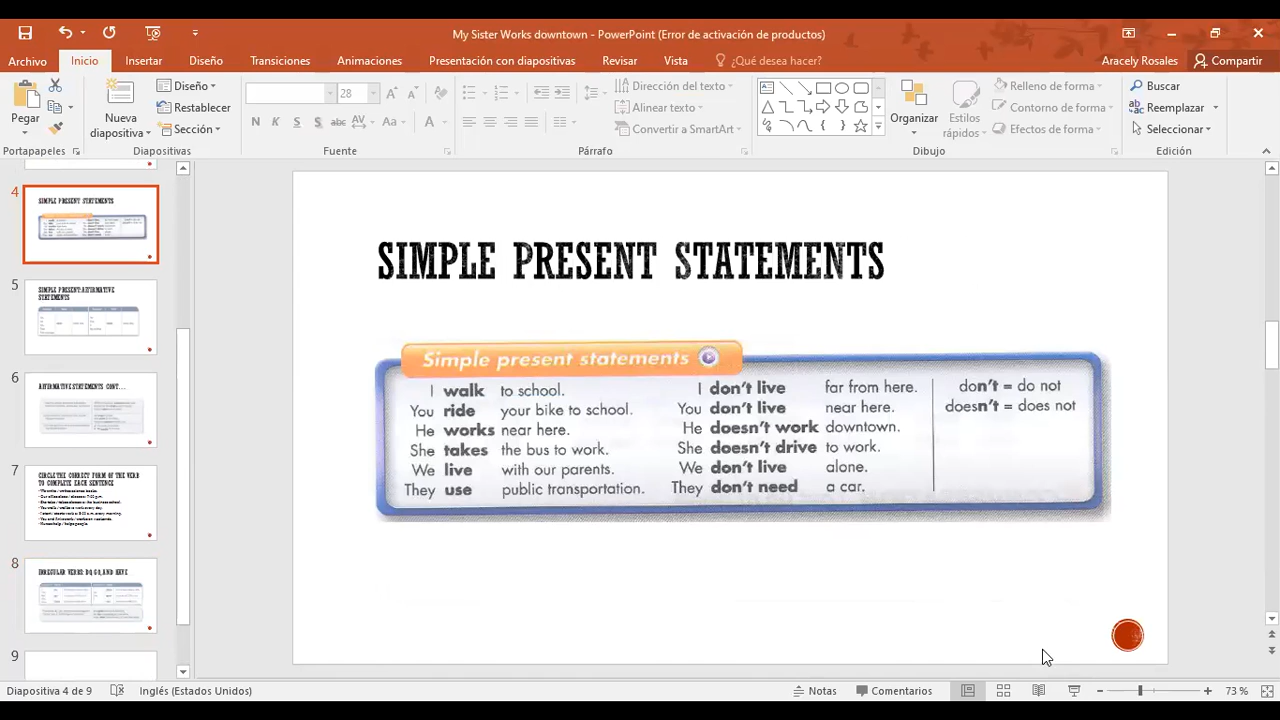 My Sister Works downtown - PowerPoint (Error de activación de productos)
Archivo Inicio Insertar Diseño Transiciones Animaciones Presentación con diapositivas Revisar Vista ¿Qué desea hacer? Aracely Rosales Compartir
Pegar
Nueva diapositiva
Diseño
Restablecer
Sección
28
N K S S abc AV Aa A
Dirección del texto
Alinear texto
Convertir a SmartArt
Organizar
Estilos rápidos
Relleno de forma
Contorno de forma
Efectos de forma
Buscar
Reemplazar
Seleccionar
Portapapeles Diapositivas Fuente Párrafo Dibujo Edición
4
SIMPLE PRESENT STATEMENTS
5
SIMPLE PRESENT: AFFIRMATIVE
STATEMENTS
6
AFFIRMATIVE STATEMENTS CONT...
7
CIRCLE THE CORRECT FORM OF THE VERB
TO COMPLETE EACH SENTENCE
8
IRREGULAR VERBS: DO, GO, AND HAVE
9
SIMPLE PRESENT STATEMENTS
Simple present statements
I walk to school. I don't live far from here. don't = do not
You ride your bike to school. You don't live near here. doesn't = does not
He works near here. He doesn't work downtown.
She takes the bus to work. She doesn't drive to work.
We live with our parents. We don't live alone.
They use public transportation. They don't need a car.
Diapositiva 4 de 9 Inglés (Estados Unidos) Notas Comentarios 73 %